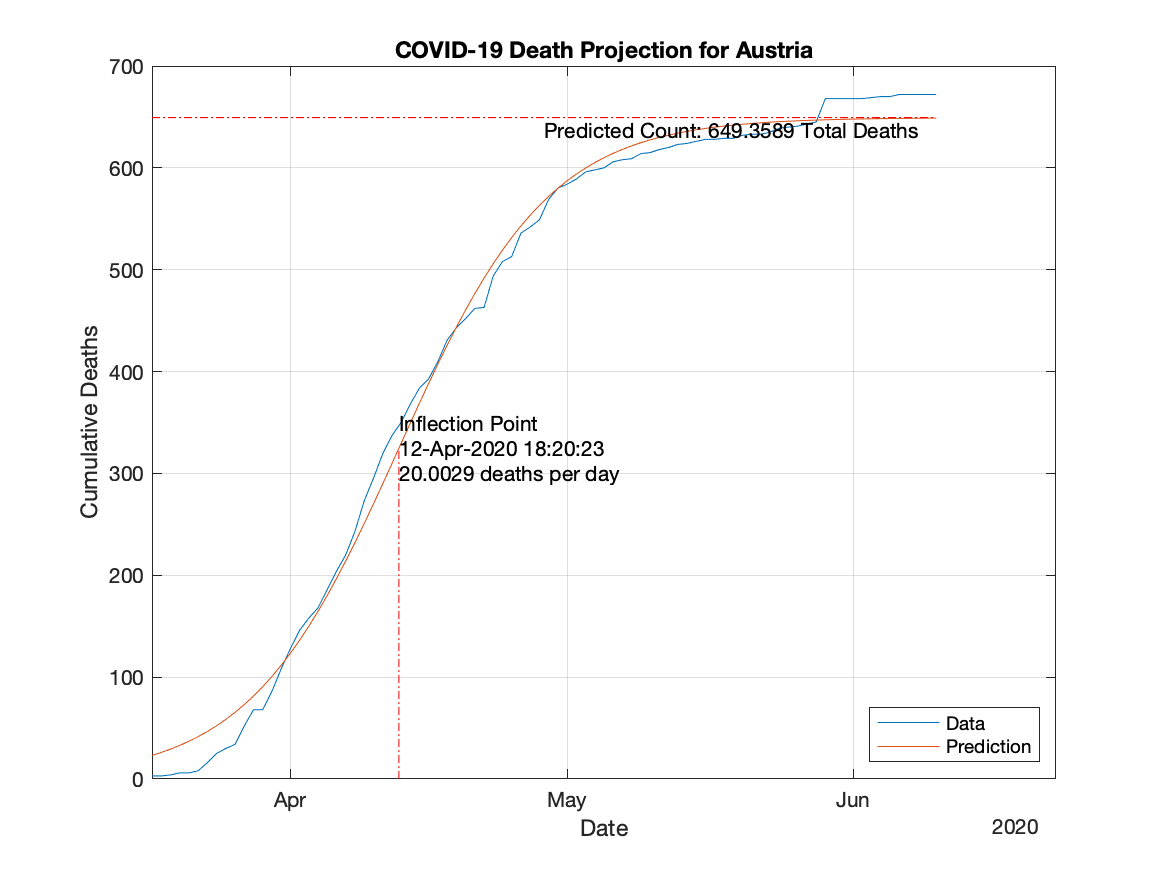 COVID-19 Death Projection for Austria
700
600
500
400
300
200
100
0
Cumulative Deaths
Predicted Count: 649.3589 Total Deaths
Inflection Point
12-Apr-2020 18:20:23
20.0029 deaths per day
Data
Prediction
Apr
May
Jun
Date
2020